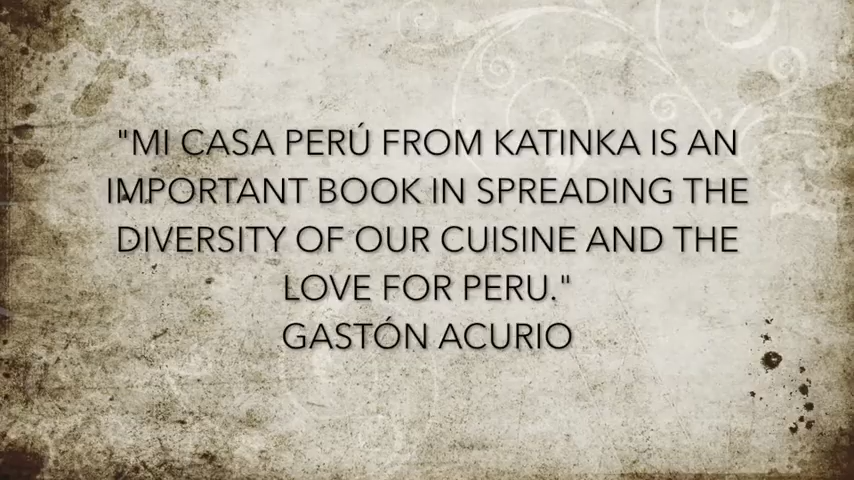 "MI CASA PERÚ FROM KATINKA IS AN
IMPORTANT BOOK IN SPREADING THE
DIVERSITY OF OUR CUISINE AND THE
LOVE FOR PERU."
GASTÓN ACURIO